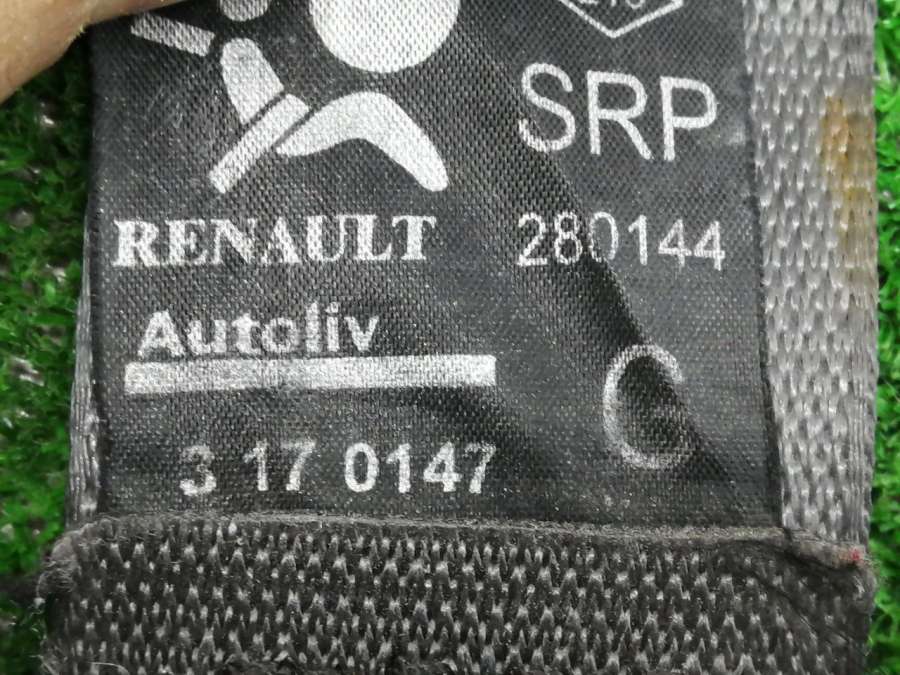 SRP
RENAULT 280144
Autoliv
C
3 17 0147